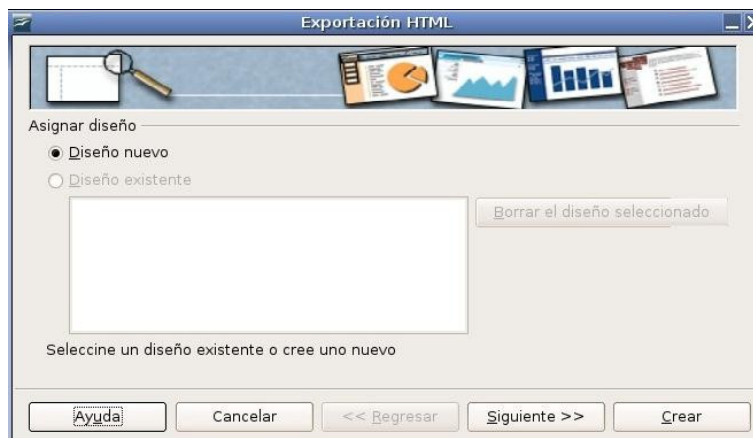 Exportación HTML
Asignar diseño
Diseño nuevo
Diseño existente
Borrar el diseño seleccionado
Seleccine un diseño existente o cree uno nuevo
Ayuda
Cancelar
<< Regresar
Siguiente >>
Crear